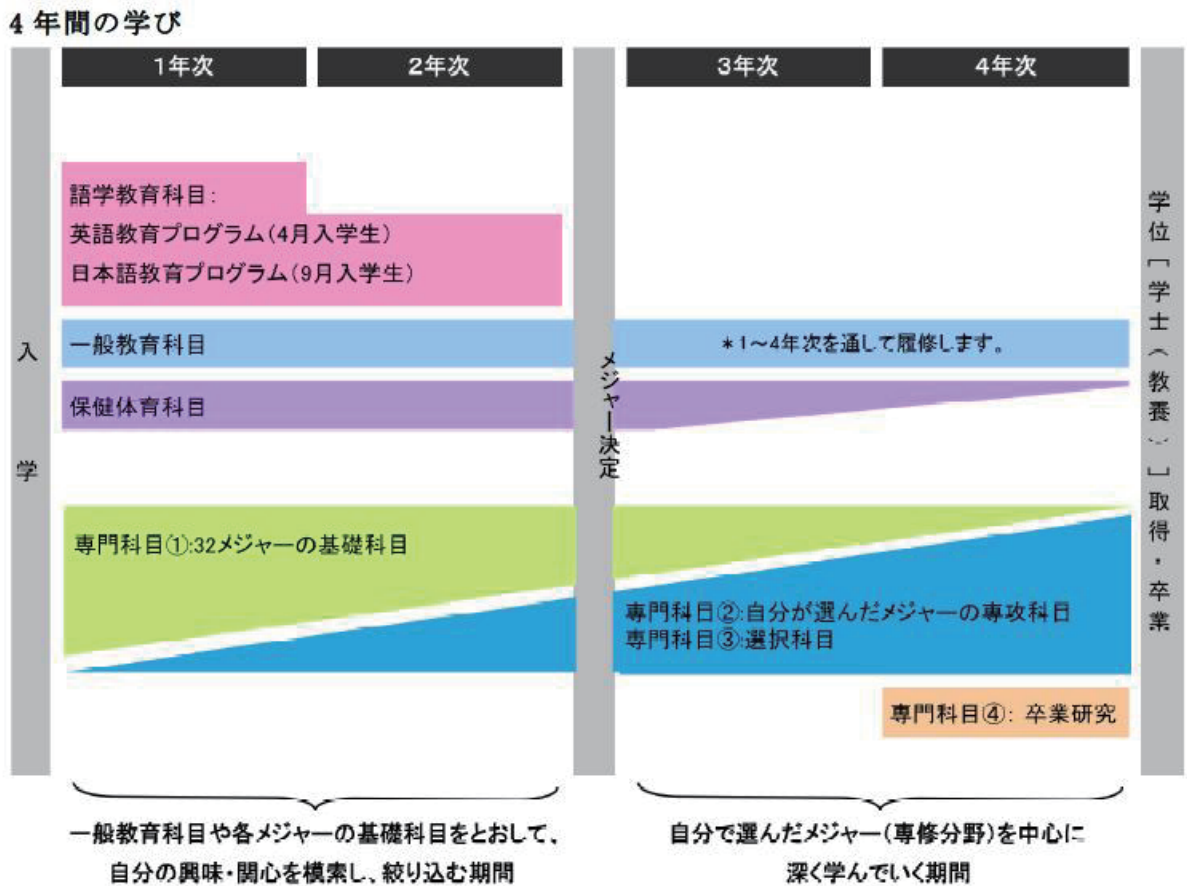 4年間の学び
1年次
2年次
3年次
4年次
入学
語学教育科目:
英語教育プログラム(4月入学生)
日本語教育プログラム(9月入学生)
一般教育科目
*1~4年次を通して履修します。
保健体育科目
メジャー決定
専門科目①:32メジャーの基礎科目
専門科目②:自分が選んだメジャーの専攻科目
専門科目③:選択科目
専門科目④: 卒業研究
学位[学士(教養)]取得・卒業
一般教育科目や各メジャーの基礎科目をとおして、
自分の興味・関心を模索し、絞り込む期間
自分で選んだメジャー(専修分野)を中心に
深く学んでいく期間